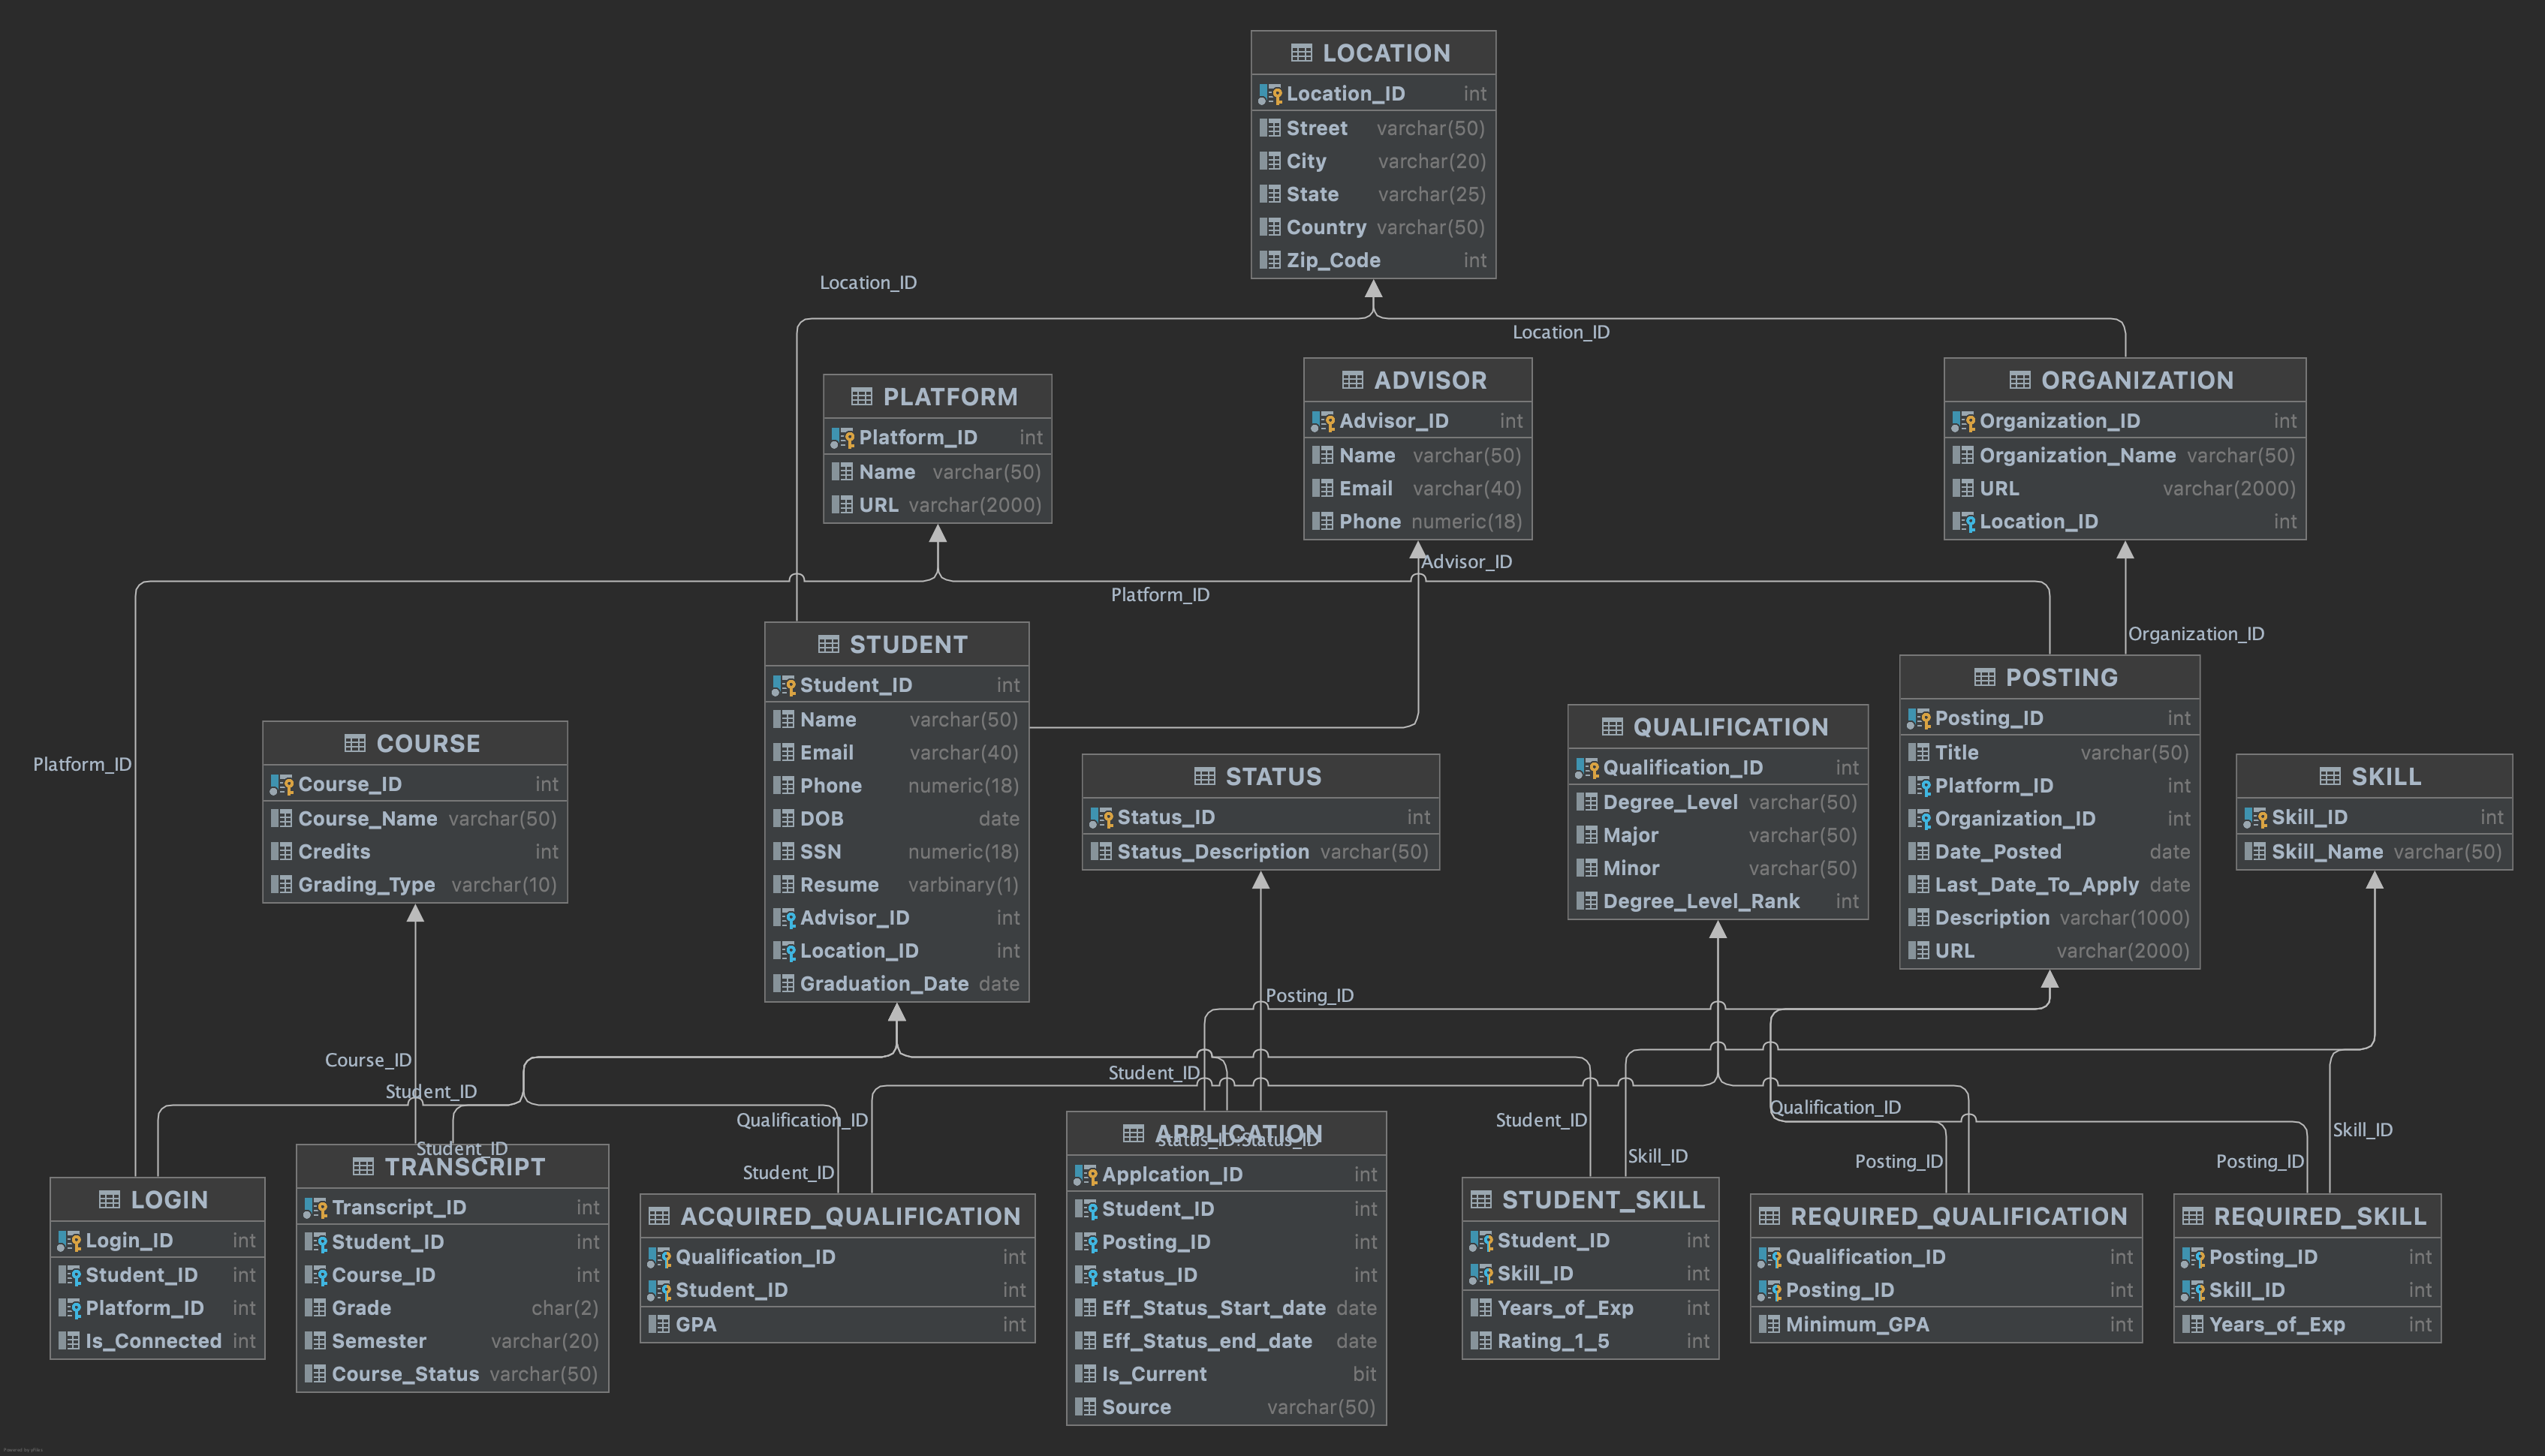 LOCATION
Location_ID int
Street varchar(50)
City varchar(20)
State varchar(25)
Country varchar(50)
Zip_Code int
Location_ID
Location_ID
PLATFORM
Platform_ID int
Name varchar(50)
URL varchar(2000)
ADVISOR
Advisor_ID int
Name varchar(50)
Email varchar(40)
Phone numeric(18)
ORGANIZATION
Organization_ID int
Organization_Name varchar(50)
URL varchar(2000)
Location_ID int
Advisor_ID
Platform_ID
Organization_ID
Platform_ID
COURSE
Course_ID int
Course_Name varchar(50)
Credits int
Grading_Type varchar(10)
STUDENT
Student_ID int
Name varchar(50)
Email varchar(40)
Phone numeric(18)
DOB date
SSN numeric(18)
Resume varbinary(1)
Advisor_ID int
Location_ID int
Graduation_Date date
STATUS
Status_ID int
Status_Description varchar(50)
QUALIFICATION
Qualification_ID int
Degree_Level varchar(50)
Major varchar(50)
Minor varchar(50)
Degree_Level_Rank int
POSTING
Posting_ID int
Title varchar(50)
Platform_ID int
Organization_ID int
Date_Posted date
Last_Date_To_Apply date
Description varchar(1000)
URL varchar(2000)
SKILL
Skill_ID int
Skill_Name varchar(50)
Posting_ID
Course_ID
Student_ID
Student_ID
Qualification_ID
Student_ID
Student_ID
status_ID:Status_ID
Student_ID
Skill_ID
Qualification_ID
Posting_ID
Posting_ID
Skill_ID
LOGIN
Login_ID int
Student_ID int
Platform_ID int
Is_Connected int
TRANSCRIPT
Transcript_ID int
Student_ID int
Course_ID int
Grade char(2)
Semester varchar(20)
Course_Status varchar(50)
ACQUIRED_QUALIFICATION
Qualification_ID int
Student_ID int
GPA int
APPLICATION
Applcation_ID int
Student_ID int
Posting_ID int
status_ID int
Eff_Status_Start_date date
Eff_Status_end_date date
Is_Current bit
Source varchar(50)
STUDENT_SKILL
Student_ID int
Skill_ID int
Years_of_Exp int
Rating_1_5 int
REQUIRED_QUALIFICATION
Qualification_ID int
Posting_ID int
Minimum_GPA int
REQUIRED_SKILL
Posting_ID int
Skill_ID int
Years_of_Exp int
Powered by yFiles